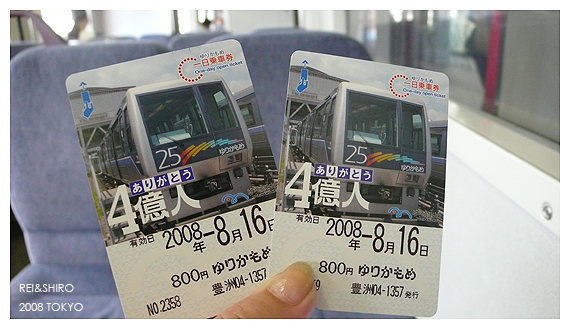 ゆりかもめ
一日乗車券
One-day open ticket
25
ゆりかもめ
ありがとう
4億人
有効日 2008年-8月16日
800円 ゆりかもめ
NO.2358 豊洲N04-1357
ゆりかもめ
一日乗車券
One-day open ticket
25
ゆりかもめ
ありがとう
4億人
有効日 2008年-8月16日
800円 ゆりかもめ
豊洲N04-1357発行
REI&SHIRO
2008 TOKYO